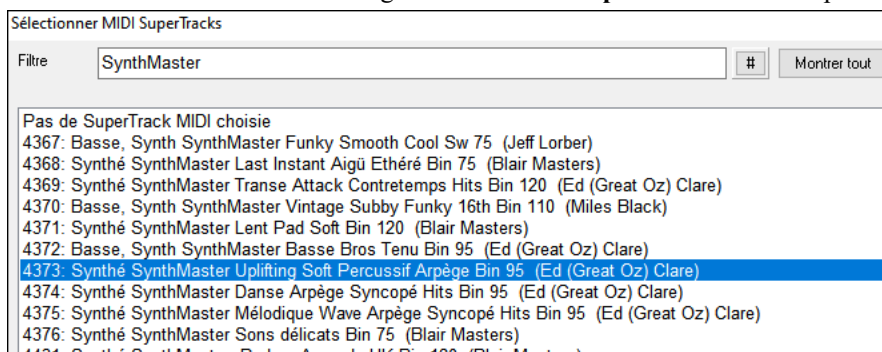 Sélectionner MIDI SuperTracks
Filtre SynthMaster # Montrer tout
Pas de SuperTrack MIDI choisie
4367: Basse, Synth SynthMaster Funky Smooth Cool Sw 75 (Jeff Lorber)
4368: Synthé SynthMaster Last Instant Aigü Ethéré Bin 75 (Blair Masters)
4369: Synthé SynthMaster Transe Attack Contretemps Hits Bin 120 (Ed (Great Oz) Clare)
4370: Basse, Synth SynthMaster Vintage Subby Funky 16th Bin 110 (Miles Black)
4371: Synthé SynthMaster Lent Pad Soft Bin 120 (Blair Masters)
4372: Basse, Synth SynthMaster Basse Bros Tenu Bin 95 (Ed (Great Oz) Clare)
4373: Synthé SynthMaster Uplifting Soft Percussif Arpège Bin 95 (Ed (Great Oz) Clare)
4374: Synthé SynthMaster Danse Arpège Syncopé Hits Bin 95 (Ed (Great Oz) Clare)
4375: Synthé SynthMaster Mélodique Wave Arpège Syncopé Hits Bin 95 (Ed (Great Oz) Clare)
4376: Synthé SynthMaster Sons délicats Bin 75 (Blair Masters)